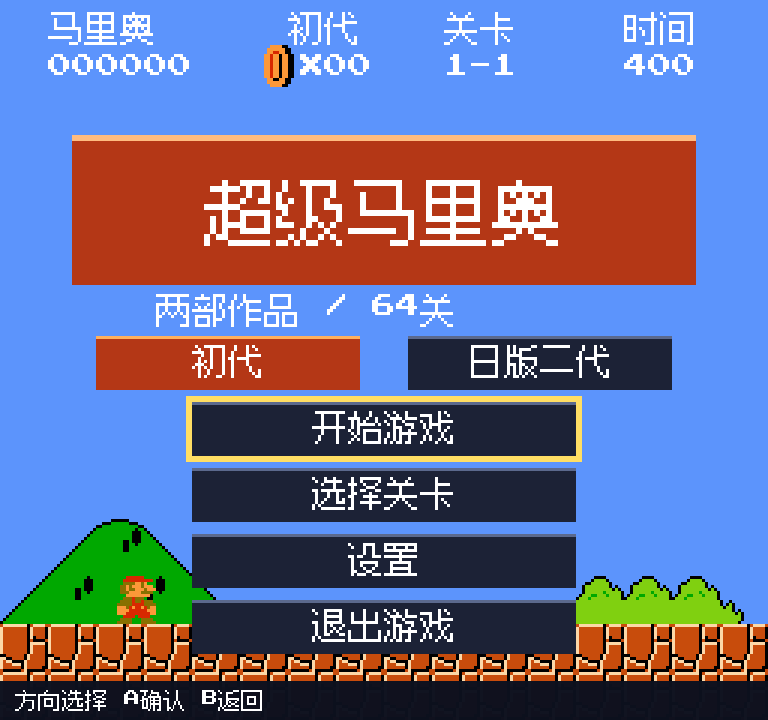 马里奥 初代 关卡 时间
000000 ×00 1-1 400
超级马里奥
两部作品 / 64关
初代 日版二代
开始游戏
选择关卡
设置
退出游戏
方向选择 A确认 B返回